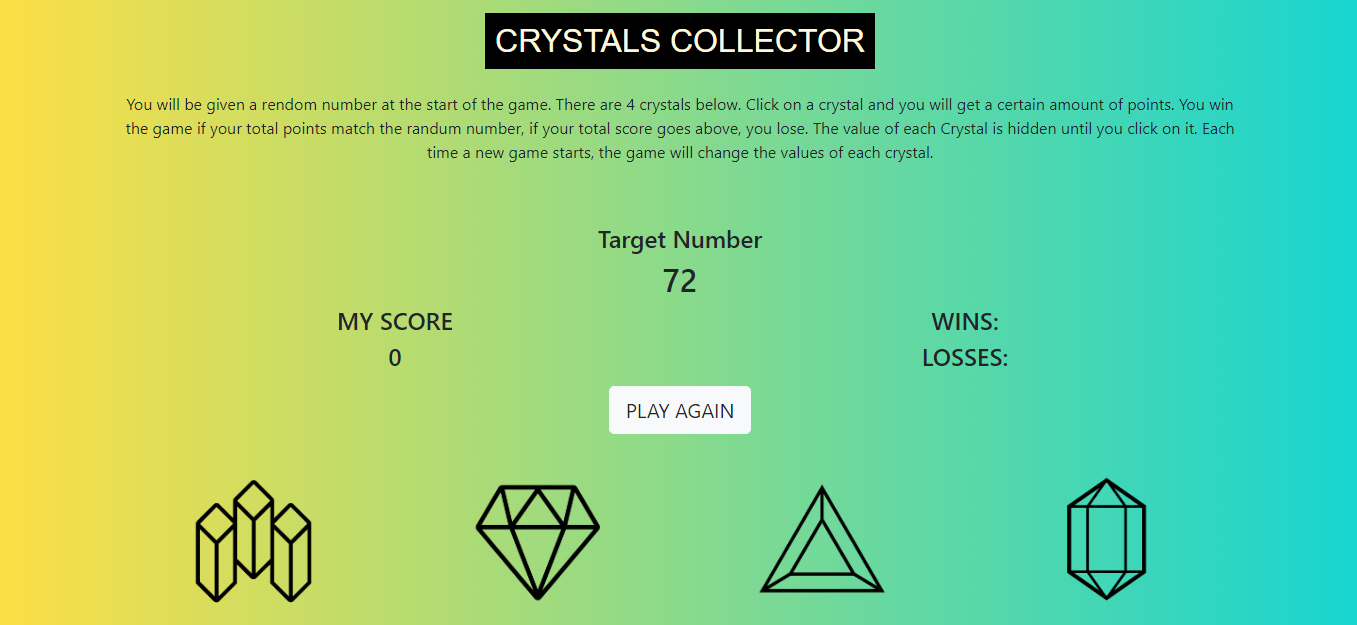 CRYSTALS COLLECTOR
You will be given a rendom number at the start of the game. There are 4 crystals below. Click on a crystal and you will get a certain amount of points. You win
the game if your total points match the randum number, if your total score goes above, you lose. The value of each Crystal is hidden until you click on it. Each
time a new game starts, the game will change the values of each crystal.
Target Number
72
MY SCORE
0
WINS:
LOSSES:
PLAY AGAIN